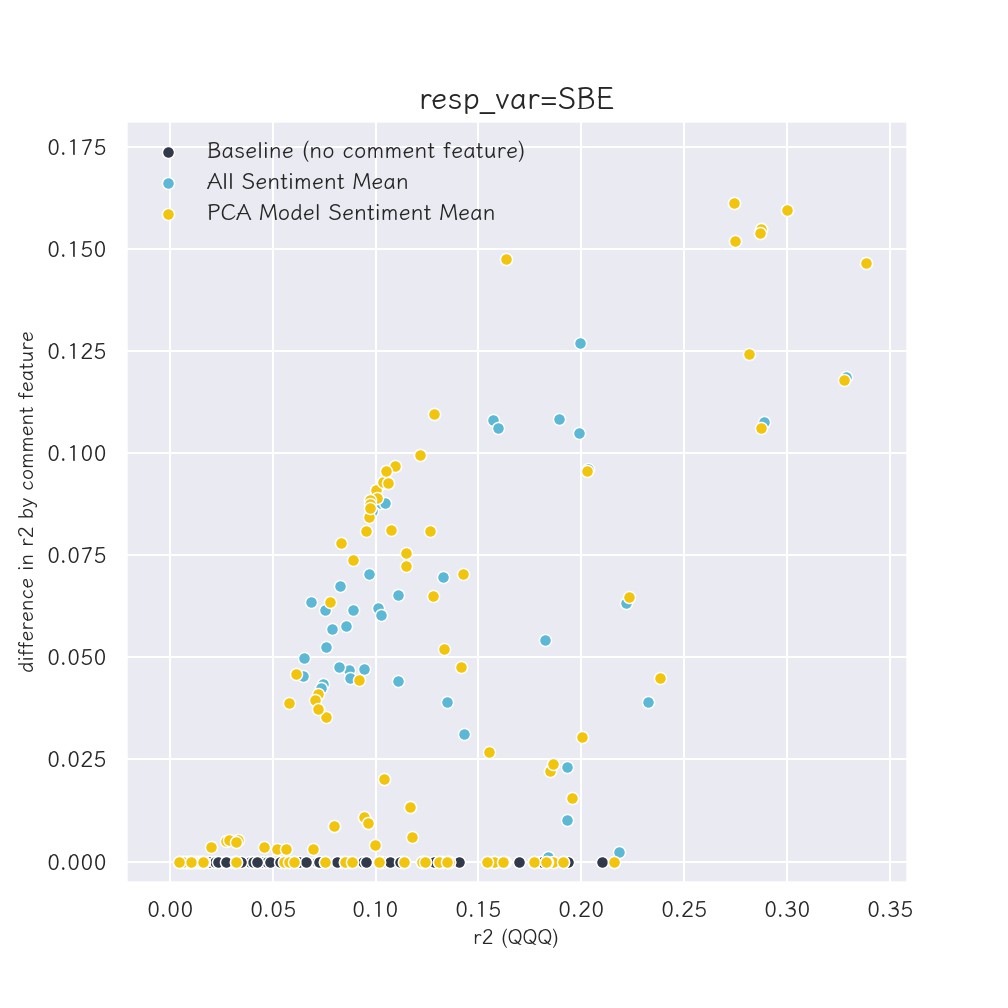 resp_var=SBE
Baseline (no comment feature)
All Sentiment Mean
PCA Model Sentiment Mean
difference in r2 by comment feature
0.175
0.150
0.125
0.100
0.075
0.050
0.025
0.000
0.00 0.05 0.10 0.15 0.20 0.25 0.30 0.35
r2 (QQQ)